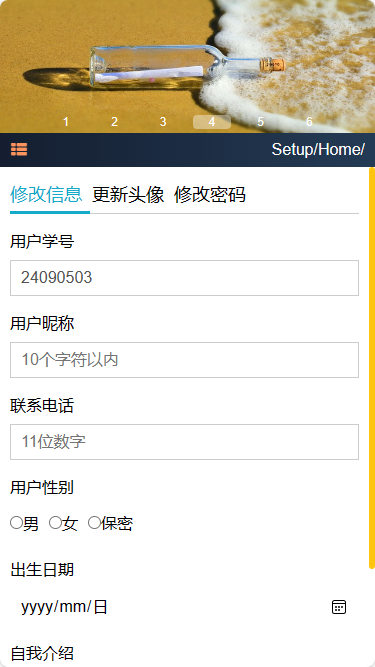 1 2 3 4 5 6
Setup/Home/
修改信息 更新头像 修改密码
用户学号
24090503
用户昵称
10个字符以内
联系电话
11位数字
用户性别
男 女 保密
出生日期
yyyy/mm/日
自我介绍